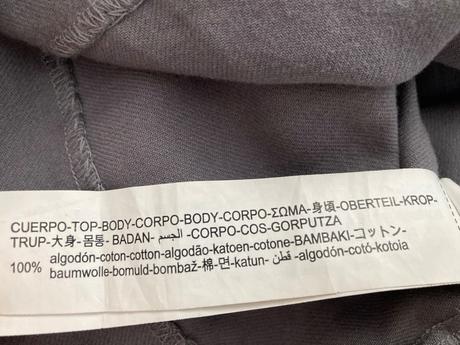 CUERPO-TOP-BODY-CORPO-BODY-CORPO-ΣΩΜΑ-身頃-OBERTEIL-KROP-
TRUP-大身-몸통- BADAN- الجسم -CORPO-COS-GORPUTZA
100% algodón-coton-cotton-algodão-katoen-cotone-BAMBAKI-コットン-
baumwolle-bomuld-bombaž-棉-면-katun- قطن -algodón-cotó-kotoia